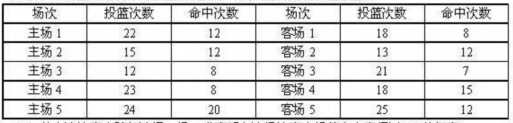 场次 投篮次数 命中次数 场次 投篮次数 命中次数
主场 1 22 12 客场 1 18 8
主场 2 15 12 客场 2 13 12
主场 3 12 8 客场 3 21 7
主场 4 23 8 客场 4 18 15
主场 5 24 20 客场 5 25 12